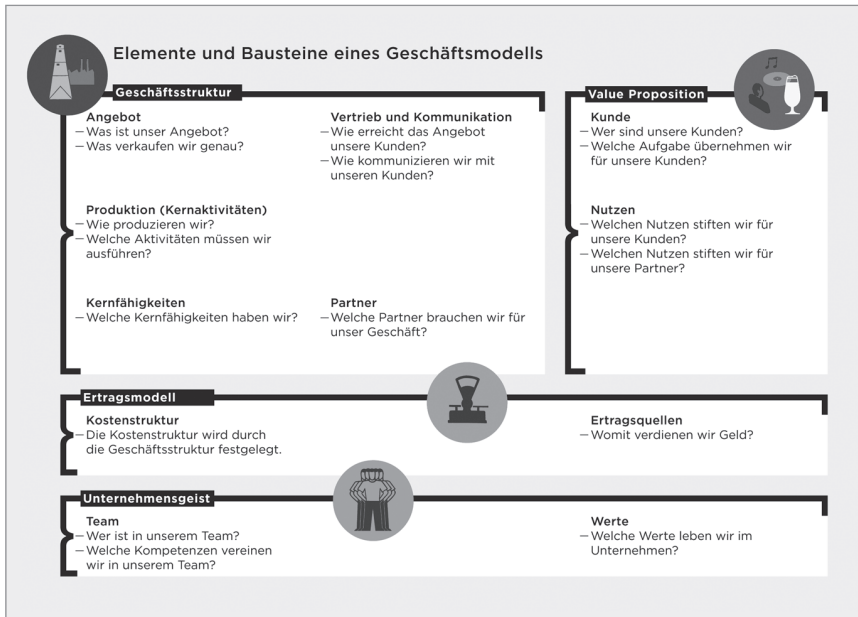 Elemente und Bausteine eines Geschäftsmodells
Geschäftsstruktur
Angebot
– Was ist unser Angebot?
– Was verkaufen wir genau?
Vertrieb und Kommunikation
– Wie erreicht das Angebot
unsere Kunden?
– Wie kommunizieren wir mit
unseren Kunden?
Produktion (Kernaktivitäten)
– Wie produzieren wir?
– Welche Aktivitäten müssen wir
ausführen?
Kernfähigkeiten
– Welche Kernfähigkeiten haben wir?
Partner
– Welche Partner brauchen wir für
unser Geschäft?
Value Proposition
Kunde
– Wer sind unsere Kunden?
– Welche Aufgabe übernehmen wir
für unsere Kunden?
Nutzen
– Welchen Nutzen stiften wir für
unsere Kunden?
– Welchen Nutzen stiften wir für
unsere Partner?
Ertragsmodell
Kostenstruktur
– Die Kostenstruktur wird durch
die Geschäftsstruktur festgelegt.
Ertragsquellen
– Womit verdienen wir Geld?
Unternehmensgeist
Team
– Wer ist in unserem Team?
– Welche Kompetenzen vereinen
wir in unserem Team?
Werte
– Welche Werte leben wir im
Unternehmen?